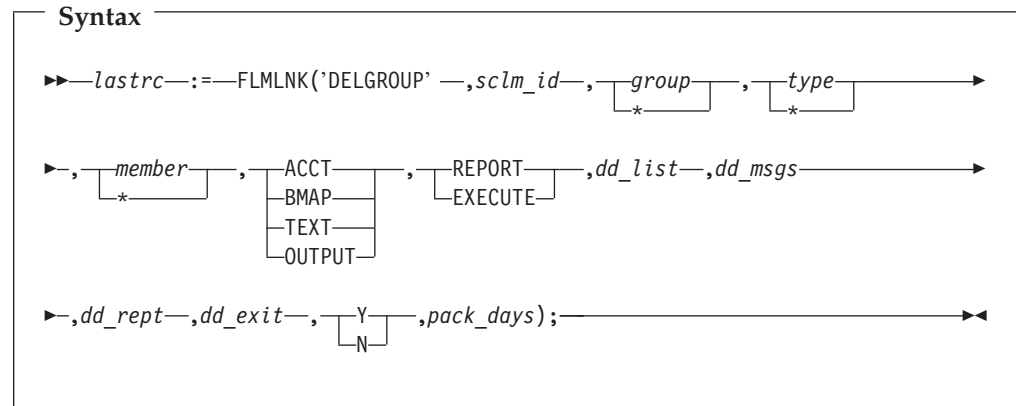 Syntax
►►—lastrc—:=—FLMLNK('DELGROUP' —,sclm_id—,—group—,—type—►
* *
►—,—member—,—ACCT—,—REPORT—,dd_list—,dd_msgs—►
* BMAP EXECUTE
TEXT
OUTPUT
►—,dd_rept—,dd_exit—,—Y—,pack_days);—►◄
N